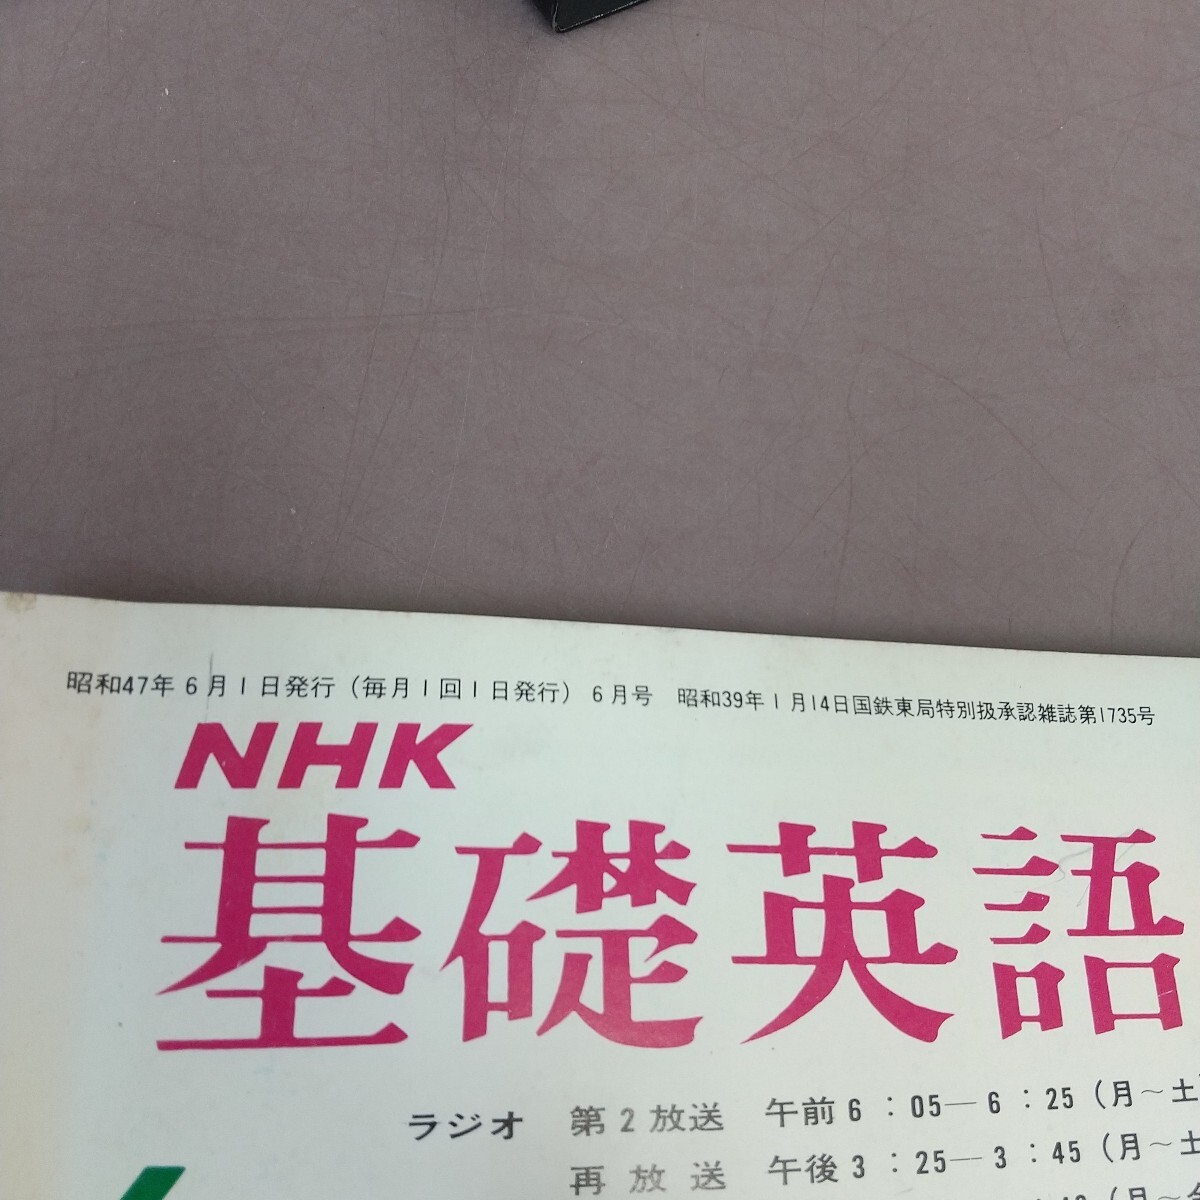 昭和47年6月1日発行（毎月1回1日発行）6月号 昭和39年1月14日国鉄東局特別扱承認雑誌第1735号
NHK
基礎英語
ラジオ 第2放送 午前6：05―6：25（月～土
再放送 午後3：25―3：45（月～土